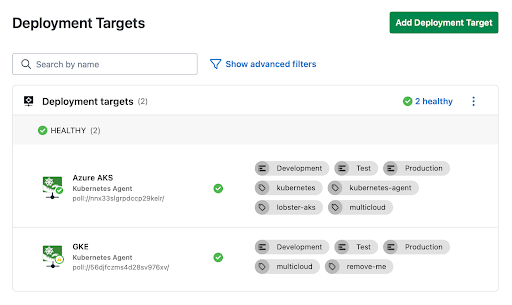 Deployment Targets
Add Deployment Target
Search by name
Show advanced filters
Deployment targets (2)
2 healthy
HEALTHY (2)
Azure AKS
Kubernetes Agent
poll://nnx33slgrpdccp29kelr/
Development Test Production
kubernetes kubernetes-agent
lobster-aks multicloud
GKE
Kubernetes Agent
poll://56djfczms4d28sv976xv/
Development Test Production
multicloud remove-me